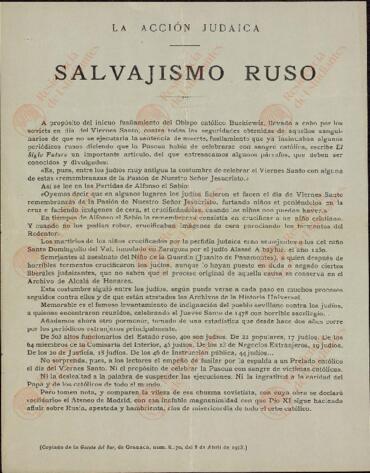 LA ACCIÓN JUDAICA
SALVAJISMO RUSO
A propósito del inicuo fusilamiento del Obispo católico Buckiewiz, llevado a cabo por los
soviets en día del Viernes Santo, contra todas las seguridades obtenidas de aquellos sanguinarios
de que no se ejecutaría la sentencia de muerte, fusilamiento que ya insinuaban algunos
periódicos rusos diciendo que la Pascua había de celebrarse con sangre católica, escribe El
Siglo Futuro un importante artículo, del que entresacamos algunos párrafos, que deben ser
conocidos y divulgados:
«Es, pues, entre los judíos muy antigua la costumbre de celebrar el Viernes Santo con alguna
de estas «remembranzas de la Pasión de Nuestro Señor Jesucristo.»
Así se lee en las Partidas de Alfonso el Sabio:
«Oyemos decir que en algunos lugares los judíos fisieron et facen el día de Viernes Santo
remembranzas de la Pasión de Nuestro Señor Jesucristo, furtando niños et poniéndolos en la
cruz e faciendo imágenes de cera, et crucificándolas, cuando los niños non pueden haver.»
En tiempos de Alfonso el Sabio la remembranza consistía en crucificar a un niño cristiano.
Y cuando no los podían robar, crucificaban imágenes de cera parodiando los tormentos del
Redentor.
Los martirios de los niños crucificados por la perfidia judaica eran semejantes a los del niño
Santo Dominguito del Val, inmolado en Zaragoza por el judío Albayuceto el año 1250.
Semejantes al asesinato del Niño de la Guardia (Juanito de Pasamontes), a quien después de
horribles tormentos crucificaron los judíos, aunque lo hayan puesto en duda o negado ciertos
liberales judaizantes, que no saben que el proceso original de aquella causa se conserva en el
Archivo de Alcalá de Henares.
Esta costumbre siguió entre los judíos, según puede verse a cada paso en muchos procesos
seguidos contra ellos y de que están atestados los Archivos de la Historia Universal.
Memorable es el famoso levantamiento de indignación del pueblo sevillano contra los judíos,
a quienes encontraron reunidos, celebrando el Jueves Santo de 1478 con horrible sacrilegio.
Añadamos ahora otro pormenor, tomado de una estadística que desde hace dos años corre
por los periódicos extranjeros principalmente.
De 503 altos funcionarios del Estado ruso, 406 son judíos. De 22 populares, 17 judíos. De los
64 miembros de la Comisaría del Interior, 45 judíos. De los 17 de Negocios Extranjeros, 13 judíos.
De los 20 de Justicia, 18 judíos. De los 42 de Instrucción pública, 44 judíos...
No sorprenda, pues, a los lectores el empeño de fusilar por la espalda a un Prelado católico
el día del Viernes Santo. Ni el propósito de celebrar la Pascua con sangre de víctimas católicas.
Ni la deslealtad a la palabra de suspender las ejecuciones. Ni la ingratitud a la caridad del
Papa y de los católicos de todo el mundo.
Pero tomen nota, y comparen la vileza de esa chusma sovietista, con cuya obra se declaró
solidario el Ateneo de Madrid, con esa inefable magnanimidad con que Pío XI sigue haciendo
afluir sobre Rusia, apestada y hambrienta, ríos de misericordia de todo el orbe católico.
(Copiado de la Gaceta del Sur, de Granada, núm. del 8 de Abril de 1923.)